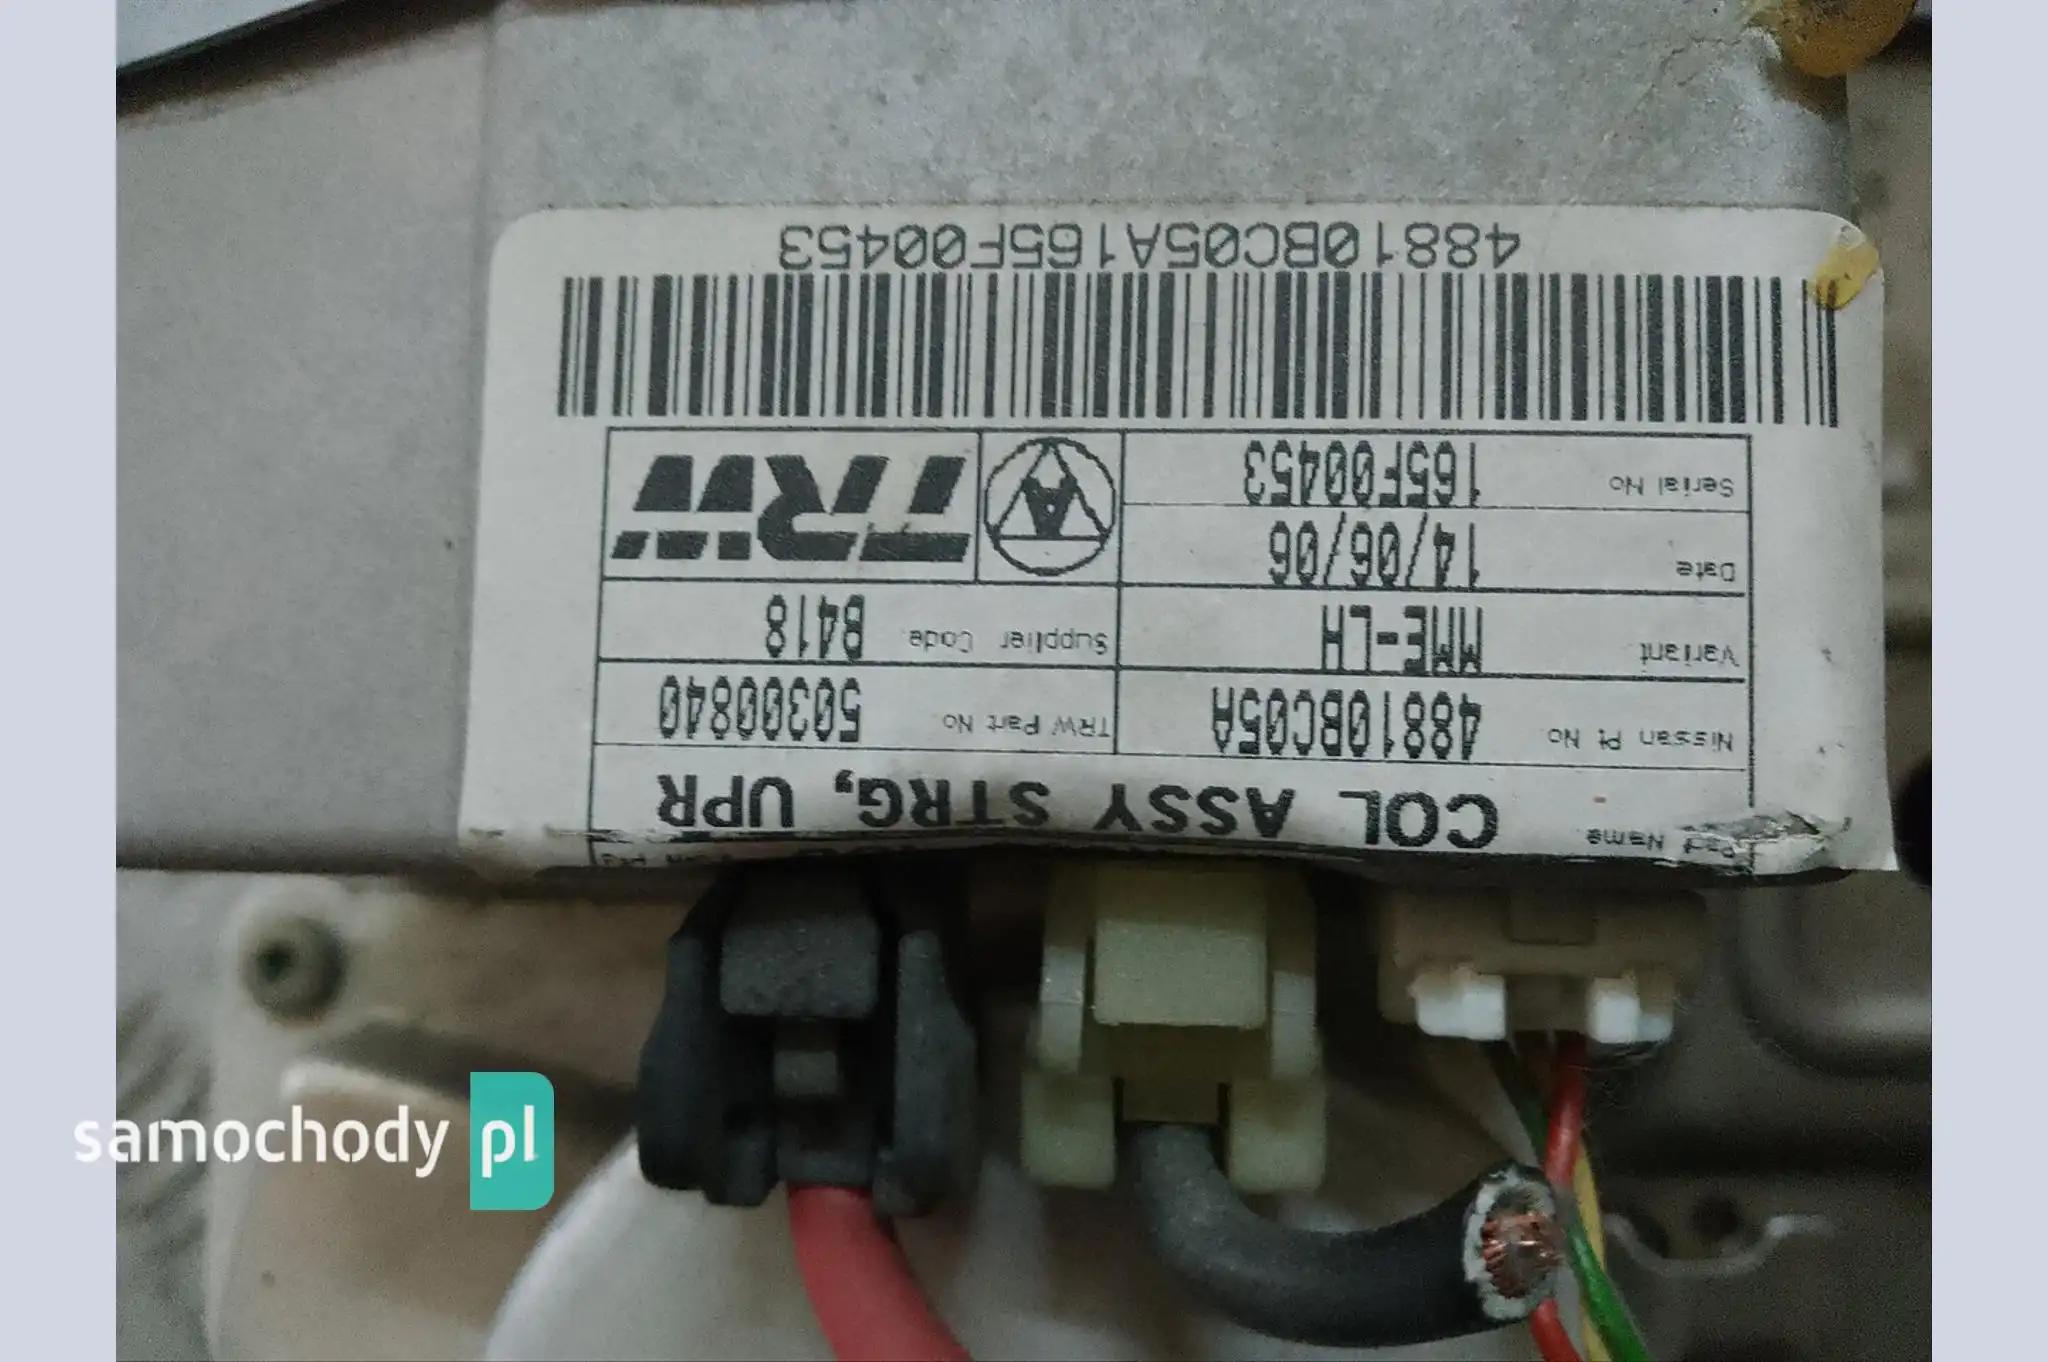 Part Name COL ASSY STRG, UPR
Nissan Pt No. 48810BC05A TRW Part No. 50300840
Variant MME-LH Supplier Code B418
Date 14/06/06
Serial No 165F00453
TRW
48810BC05A165F00453
samochody pl